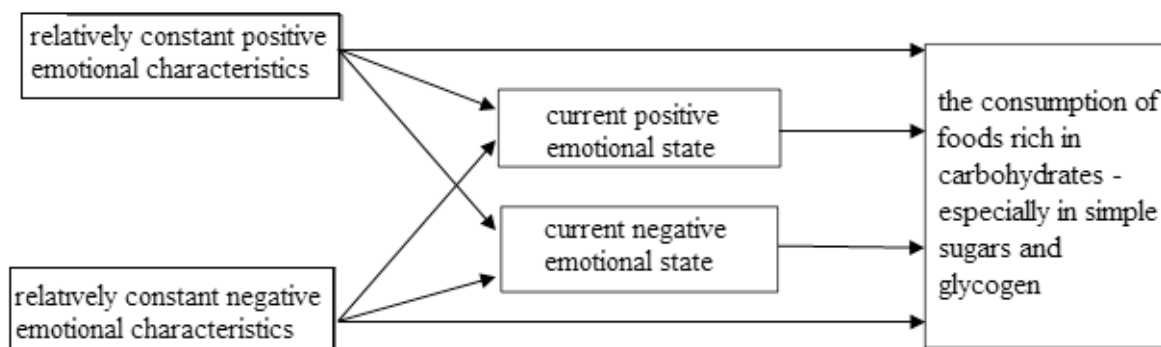 relatively constant positive
emotional characteristics
current positive
emotional state
current negative
emotional state
relatively constant negative
emotional characteristics
the consumption of
foods rich in
carbohydrates -
especially in simple
sugars and
glycogen